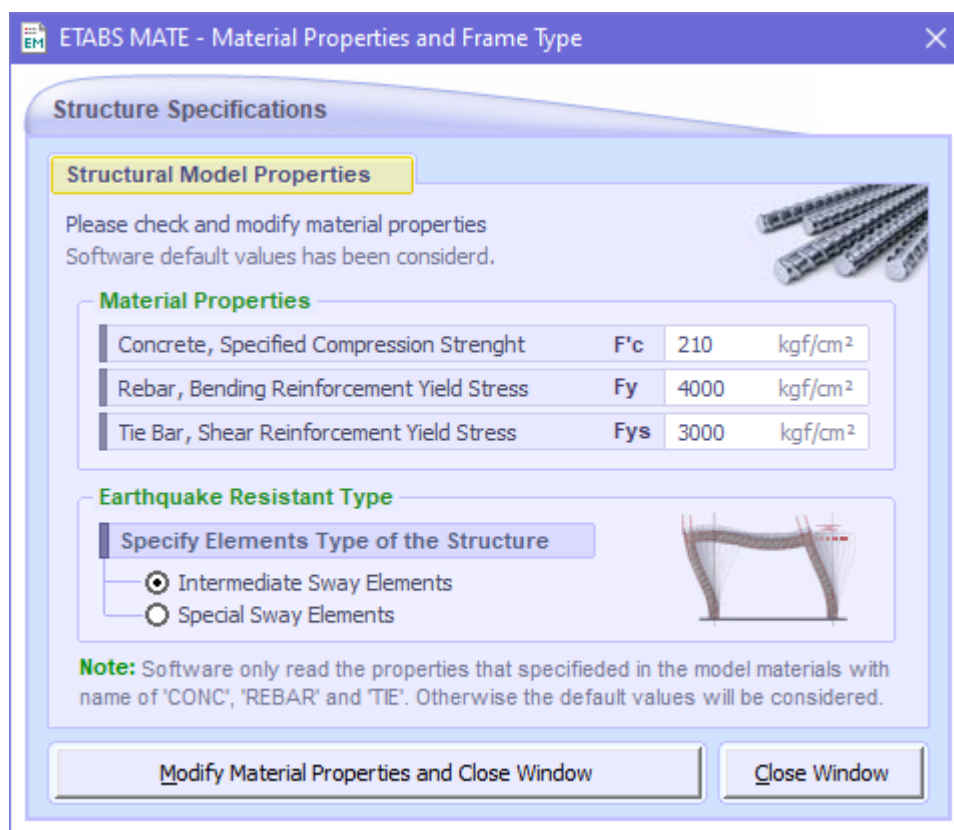 EM ETABS MATE - Material Properties and Frame Type
Structure Specifications
Structural Model Properties
Please check and modify material properties
Software default values has been considerd.
Material Properties
Concrete, Specified Compression Strenght F'c 210 kgf/cm²
Rebar, Bending Reinforcement Yield Stress Fy 4000 kgf/cm²
Tie Bar, Shear Reinforcement Yield Stress Fys 3000 kgf/cm²
Earthquake Resistant Type
Specify Elements Type of the Structure
Intermediate Sway Elements
Special Sway Elements
Note: Software only read the properties that specifieded in the model materials with
name of 'CONC', 'REBAR' and 'TIE'. Otherwise the default values will be considered.
Modify Material Properties and Close Window Close Window